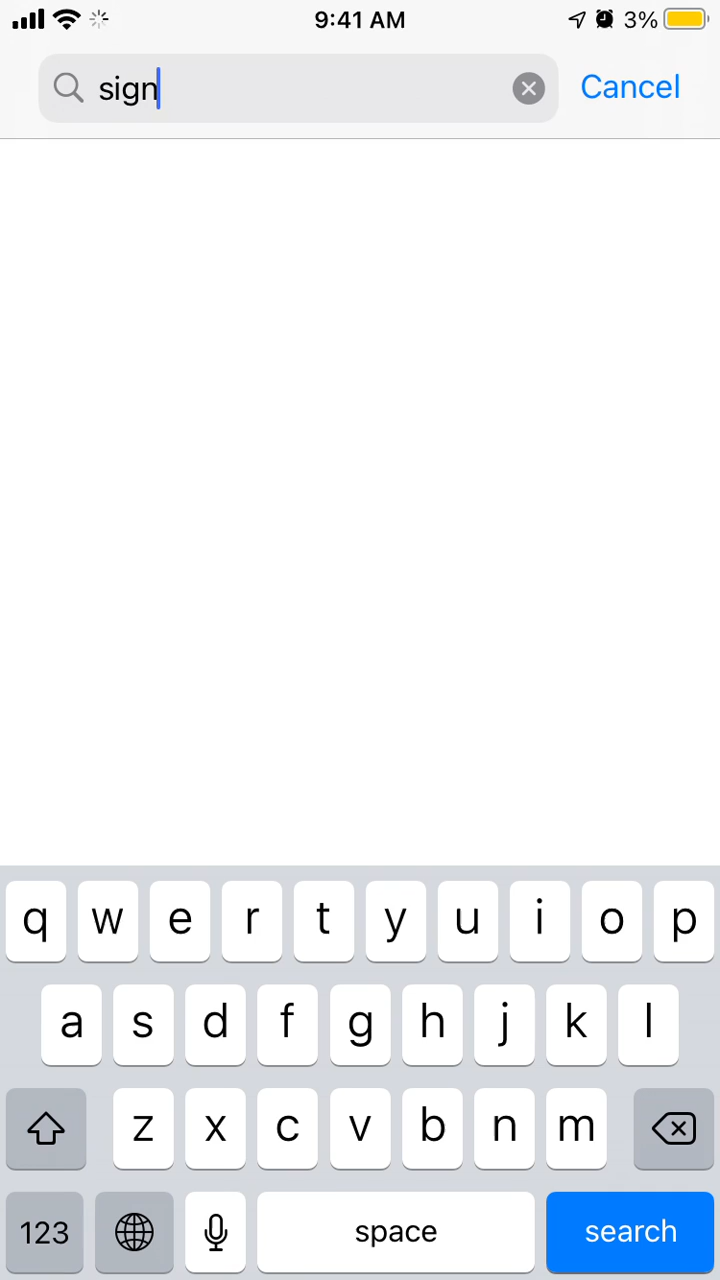 9:41 AM 3%
sign Cancel
q w e r t y u i o p
a s d f g h j k l
z x c v b n m
123 space search